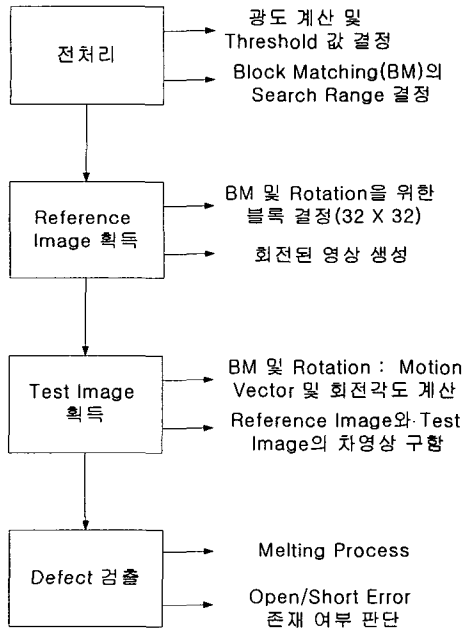 전처리
광도 계산 및
Threshold 값 결정
Block Matching(BM)의
Search Range 결정
Reference
Image 획득
BM 및 Rotation을 위한
블록 결정(32 X 32)
회전된 영상 생성
Test Image
획득
BM 및 Rotation : Motion
Vector 및 회전각도 계산
Reference Image와 Test
Image의 차영상 구함
Defect 검출
Melting Process
Open/Short Error
존재 여부 판단